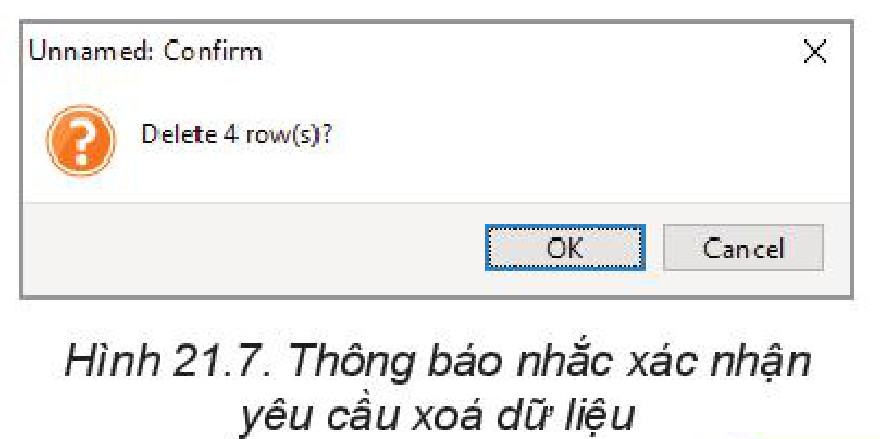 Unnamed: Confirm
Delete 4 row(s)?
OK
Cancel
Hình 21.7. Thông báo nhắc xác nhận
yêu cầu xoá dữ liệu